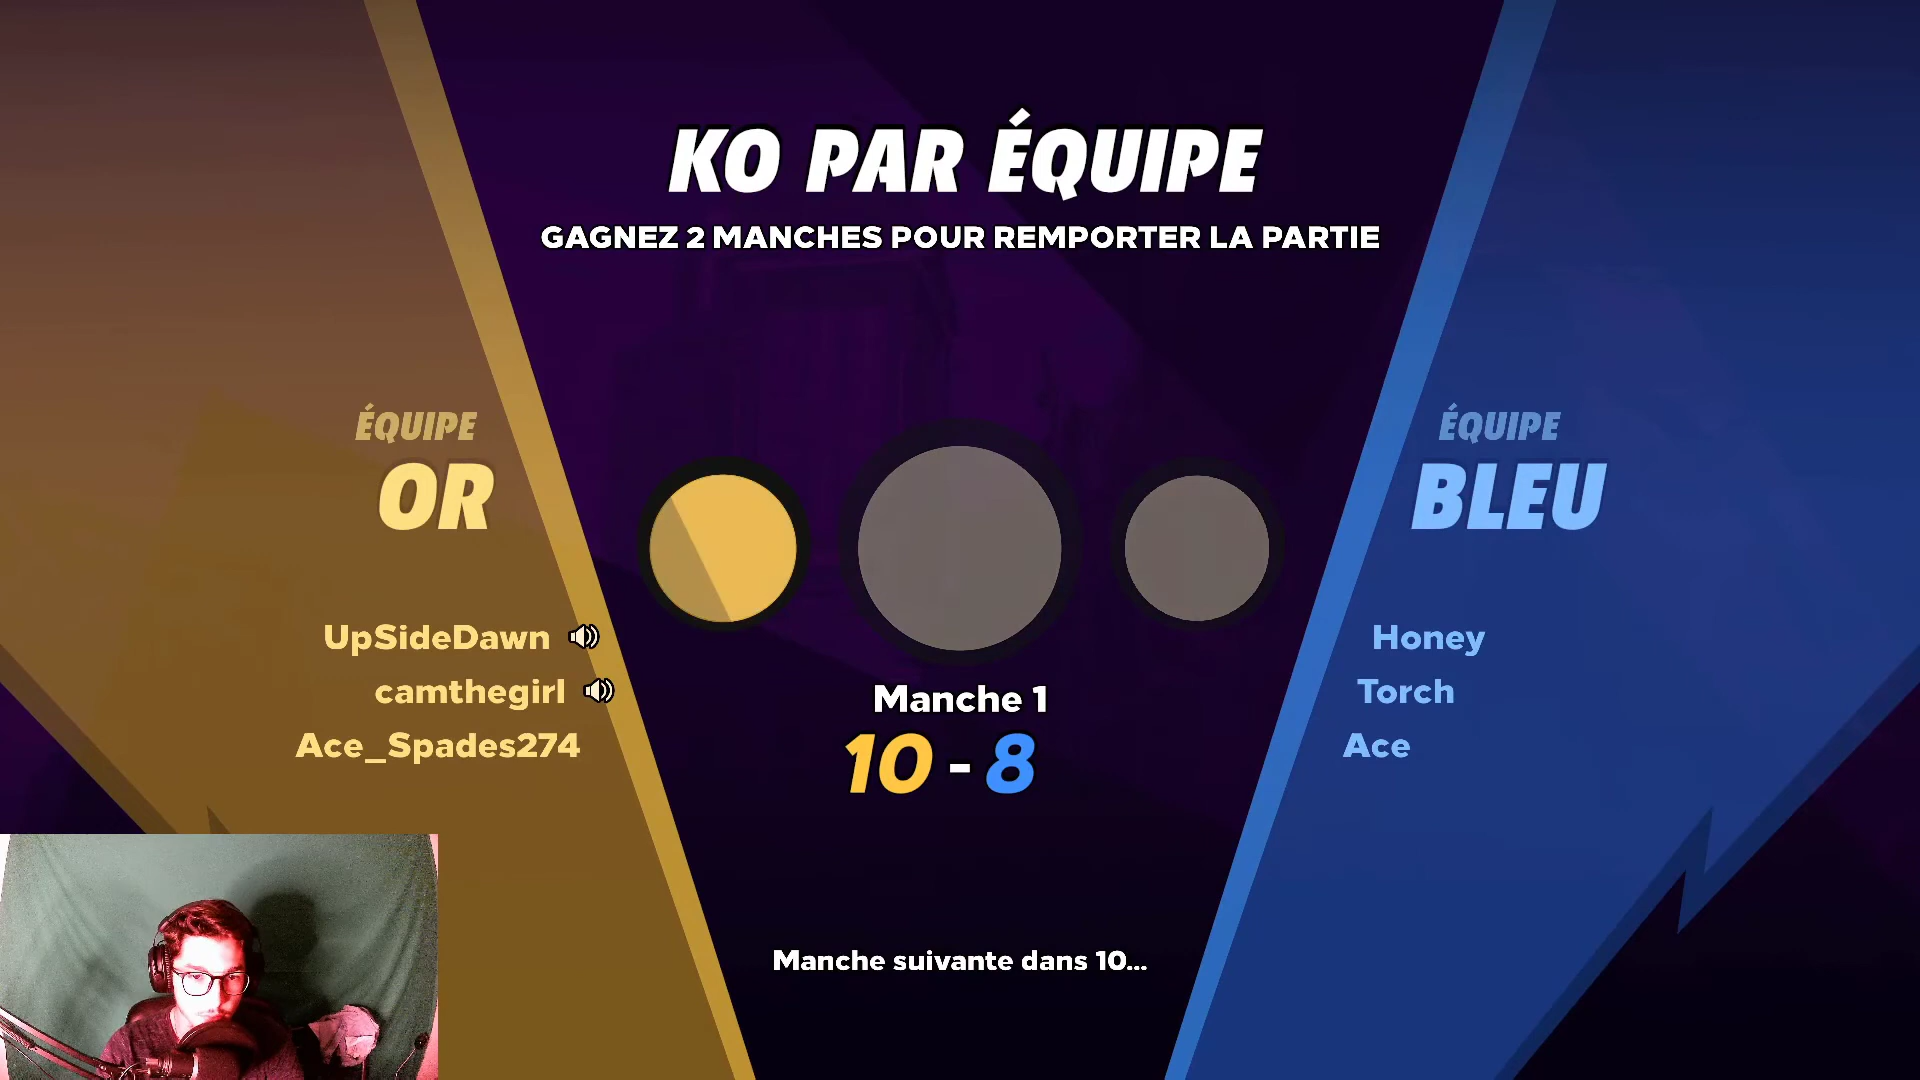 KO PAR ÉQUIPE
GAGNEZ 2 MANCHES POUR REMPORTER LA PARTIE
ÉQUIPE
OR
UpSideDawn
camthegirl
Ace_Spades274
Manche 1
10 - 8
Manche suivante dans 10...
ÉQUIPE
BLEU
Honey
Torch
Ace